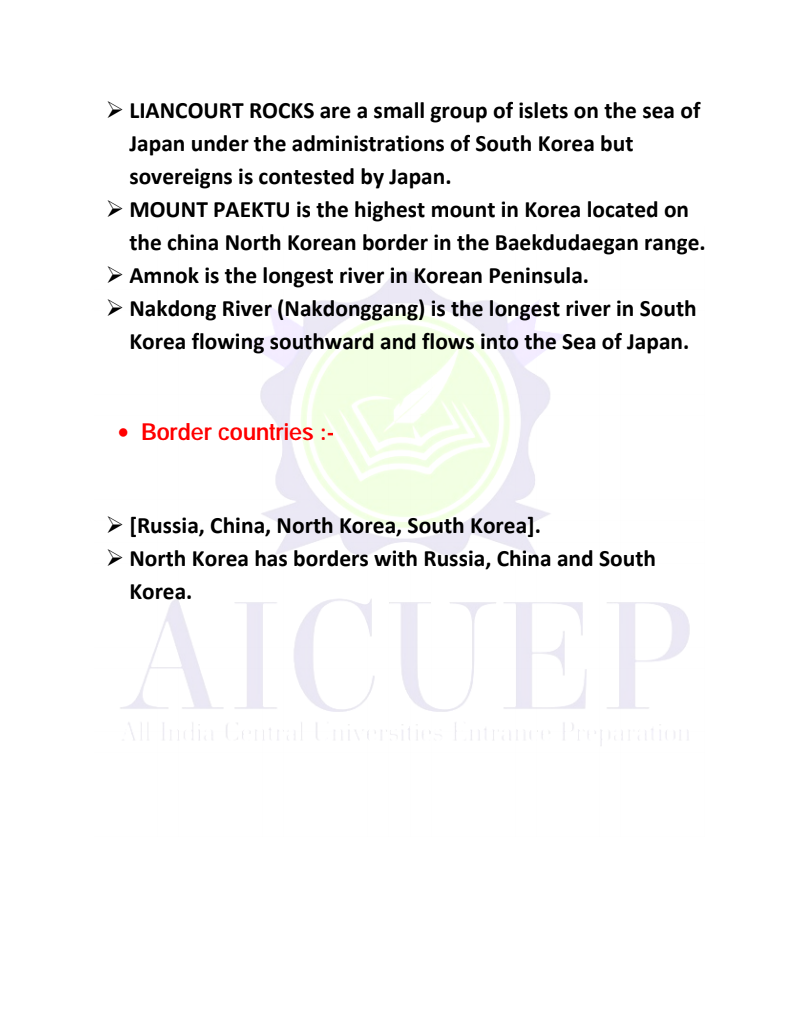 ➢ LIANCOURT ROCKS are a small group of islets on the sea of
Japan under the administrations of South Korea but
sovereigns is contested by Japan.
➢ MOUNT PAEKTU is the highest mount in Korea located on
the china North Korean border in the Baekdudaegan range.
➢ Amnok is the longest river in Korean Peninsula.
➢ Nakdong River (Nakdonggang) is the longest river in South
Korea flowing southward and flows into the Sea of Japan.
• Border countries :-
➢ [Russia, China, North Korea, South Korea].
➢ North Korea has borders with Russia, China and South
Korea.
AICUEP
All India Central Universities Entrance Preparation